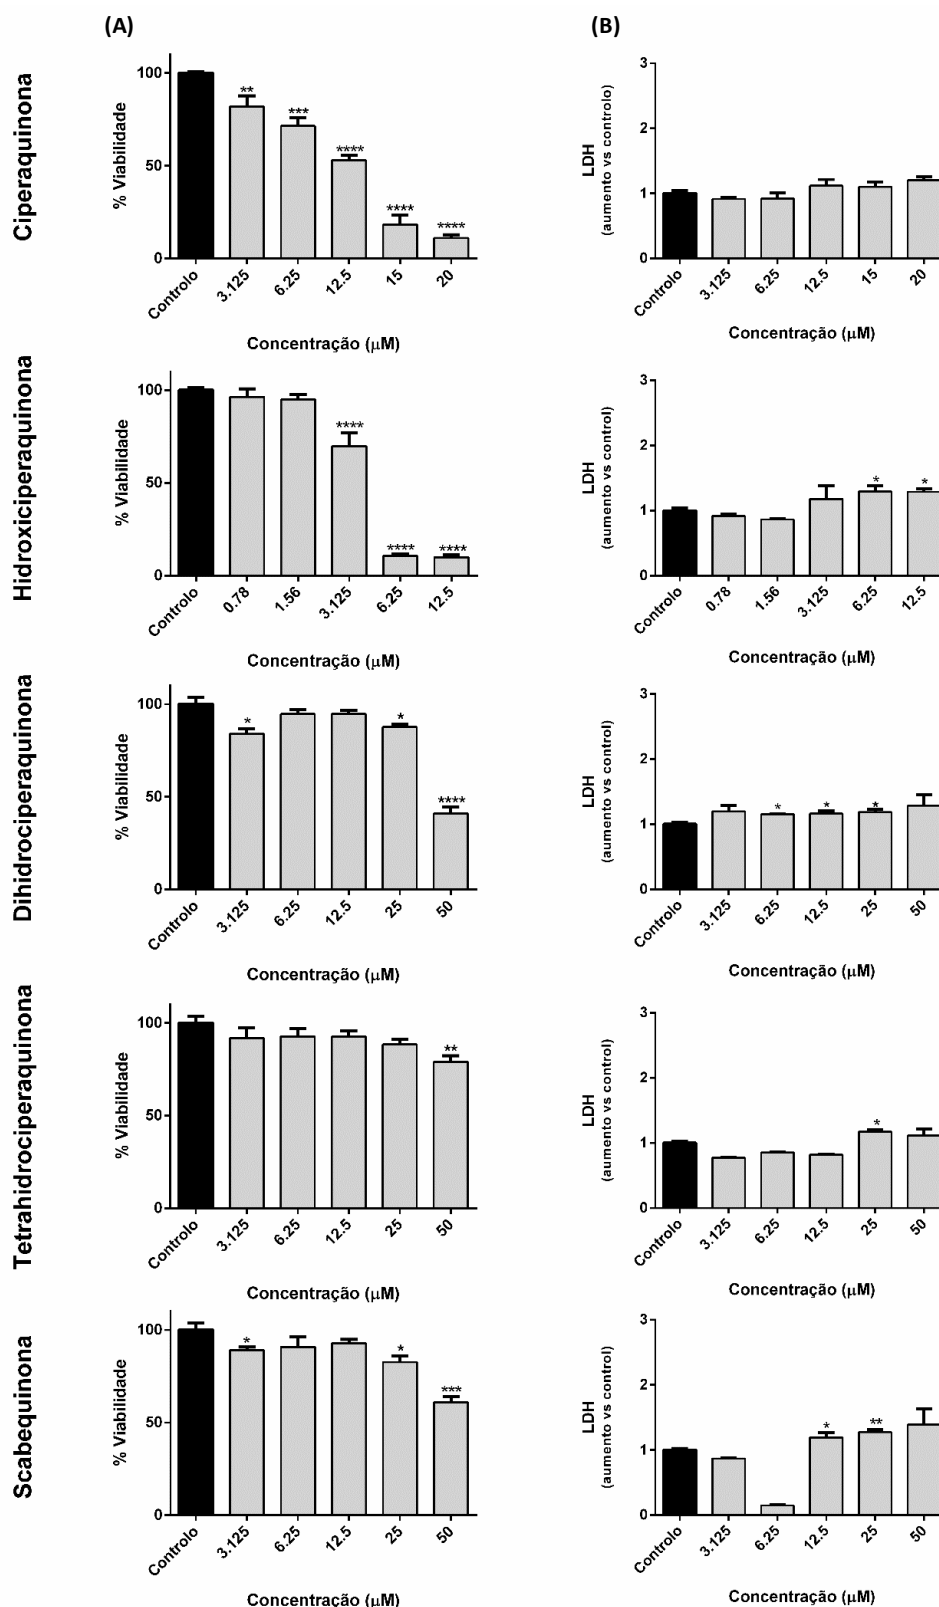 (A)
(B)
Ciperaquinona
% Viabilidade
100
50
0
** *** **** **** ****
Controlo 3.125 6.25 12.5 15 20
Concentração (µM)
LDH
(aumento vs controlo)
3
2
1
0
Controlo 3.125 6.25 12.5 15 20
Concentração (µM)
Hidroxiciperaquinona
% Viabilidade
100
50
0
**** **** ****
Controlo 0.78 1.56 3.125 6.25 12.5
Concentração (µM)
LDH
(aumento vs control)
3
2
1
0
* *
Controlo 0.78 1.56 3.125 6.25 12.5
Concentração (µM)
Dihidrociperaquinona
% Viabilidade
100
50
0
* * ****
Controlo 3.125 6.25 12.5 25 50
Concentração (µM)
LDH
(aumento vs control)
3
2
1
0
* * *
Controlo 3.125 6.25 12.5 25 50
Concentração (µM)
Tetrahidrociperaquinona
% Viabilidade
100
50
0
**
Controlo 3.125 6.25 12.5 25 50
Concentração (µM)
LDH
(aumento vs control)
3
2
1
0
*
Controlo 3.125 6.25 12.5 25 50
Concentração (µM)
Scabequinona
% Viabilidade
100
50
0
* * ***
Controlo 3.125 6.25 12.5 25 50
Concentração (µM)
LDH
(aumento vs control)
3
2
1
0
* **
Controlo 3.125 6.25 12.5 25 50
Concentração (µM)